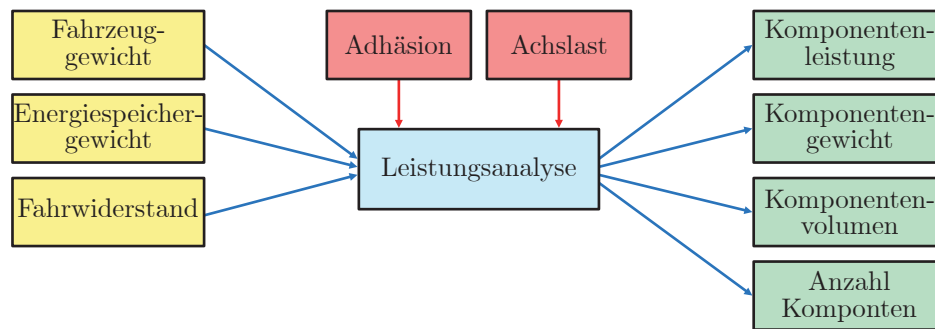 Fahrzeug-
gewicht
Energiespeicher-
gewicht
Fahrwiderstand
Adhäsion
Achslast
Leistungsanalyse
Komponenten-
leistung
Komponenten-
gewicht
Komponenten-
volumen
Anzahl
Komponten